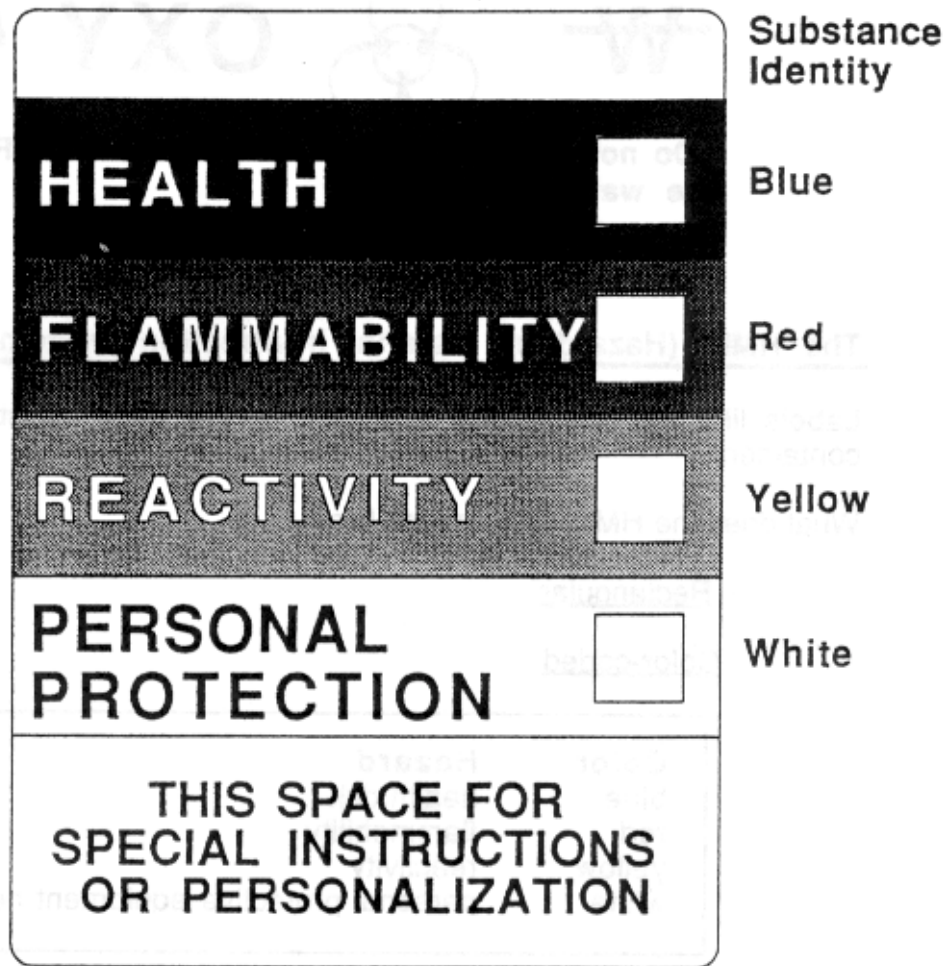 Substance
Identity
HEALTH
Blue
FLAMMABILITY
Red
REACTIVITY
Yellow
PERSONAL
PROTECTION
White
THIS SPACE FOR
SPECIAL INSTRUCTIONS
OR PERSONALIZATION